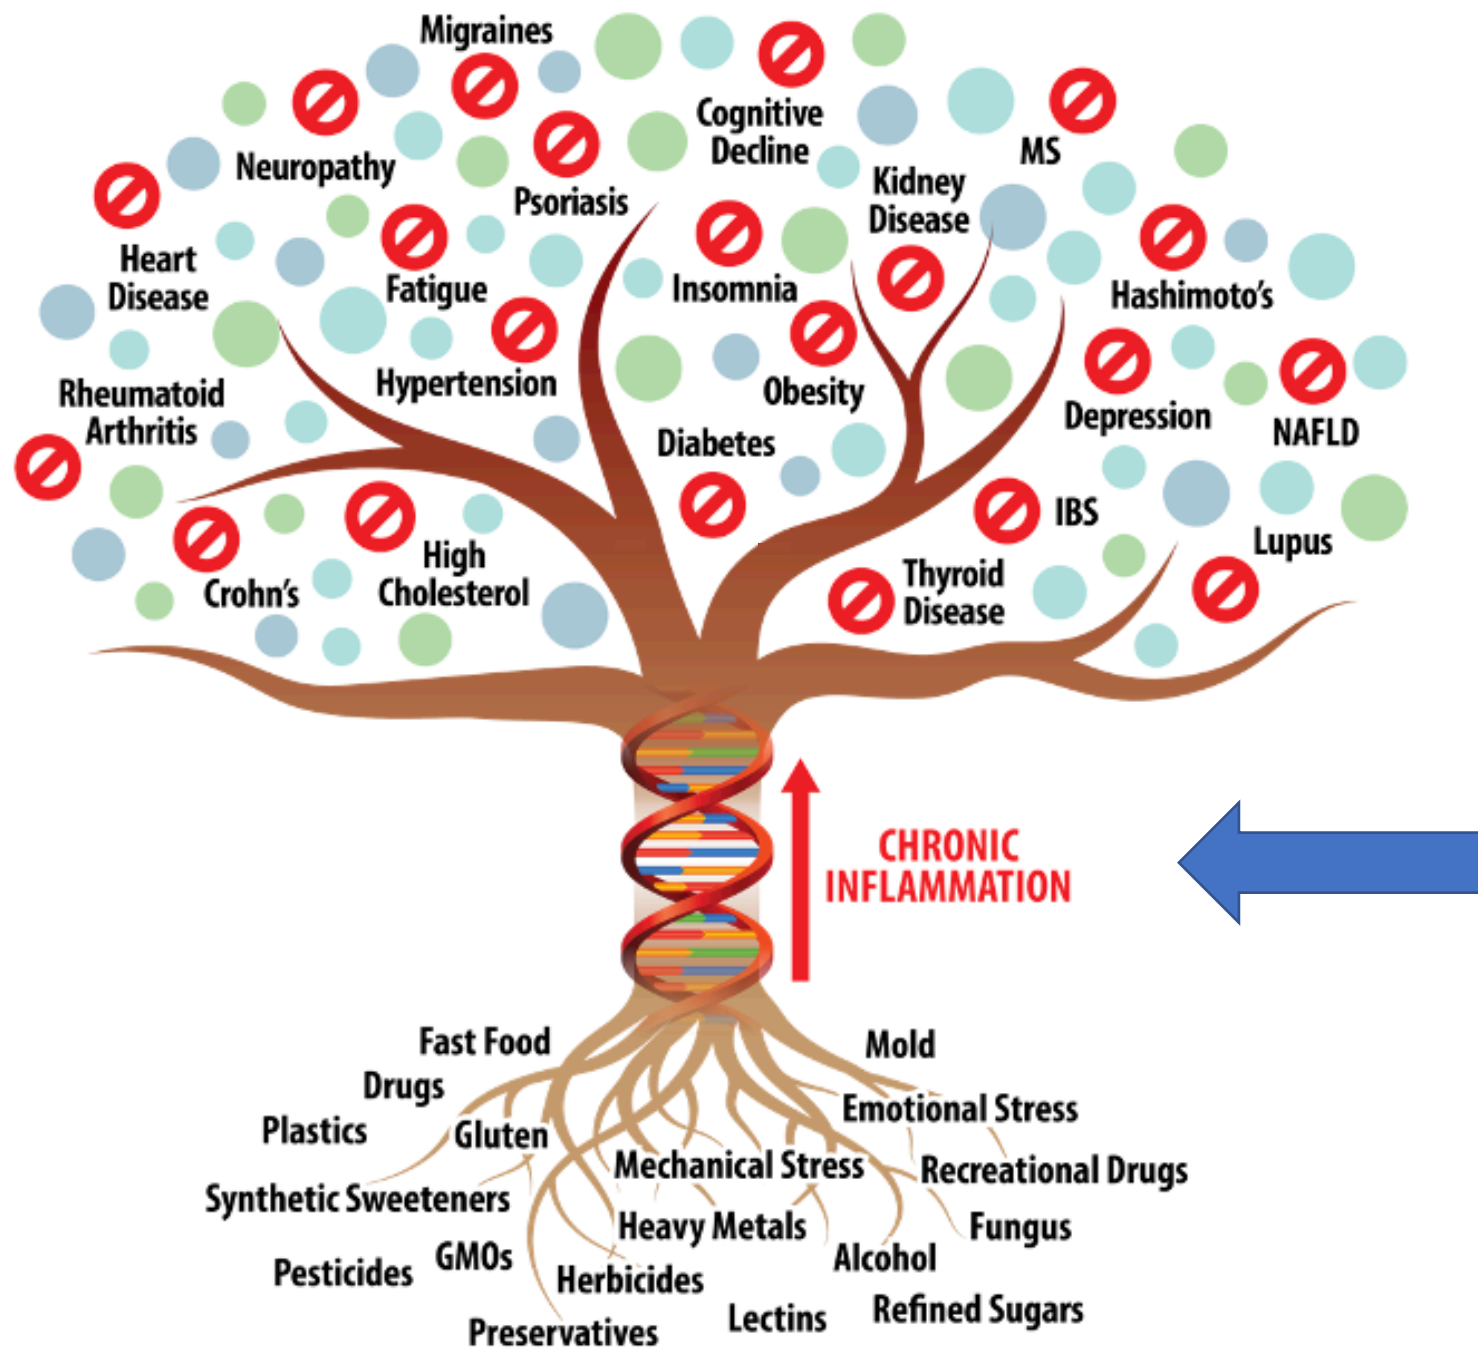 Migraines
Cognitive
Decline
MS
Neuropathy
Psoriasis
Kidney
Disease
Heart
Disease
Fatigue
Insomnia
Hashimoto's
Hypertension
Obesity
Rheumatoid
Arthritis
Depression
NAFLD
Diabetes
IBS
Lupus
High
Cholesterol
Crohn's
Thyroid
Disease
CHRONIC
INFLAMMATION
Fast Food
Mold
Drugs
Emotional Stress
Plastics
Gluten
Mechanical Stress
Recreational Drugs
Synthetic Sweeteners
Heavy Metals
Fungus
GMOs
Alcohol
Pesticides
Herbicides
Refined Sugars
Lectins
Preservatives